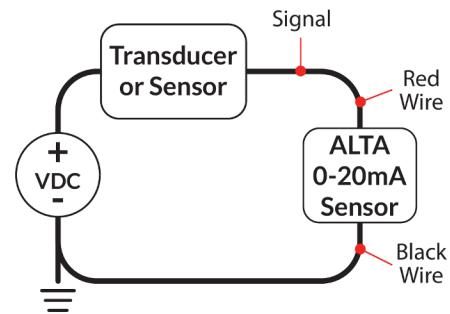 Signal
Transducer
or Sensor
Red
Wire
+
VDC
-
ALTA
0-20mA
Sensor
Black
Wire